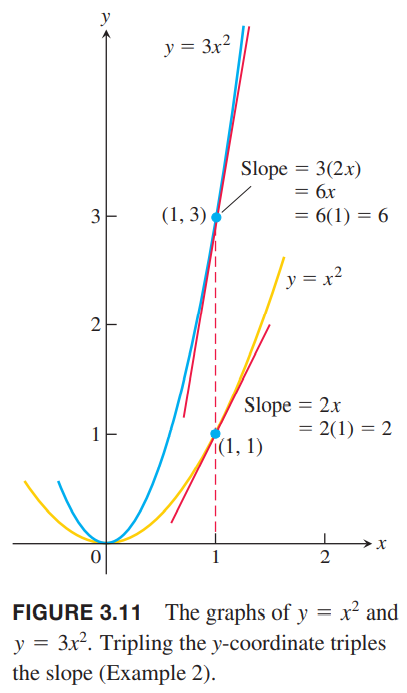 y
y = 3x²
Slope = 3(2x)
= 6x
= 6(1) = 6
(1, 3)
3
y = x²
2
Slope = 2x
= 2(1) = 2
1
(1, 1)
x
0
1
2
FIGURE 3.11 The graphs of y = x² and
y = 3x². Tripling the y-coordinate triples
the slope (Example 2).